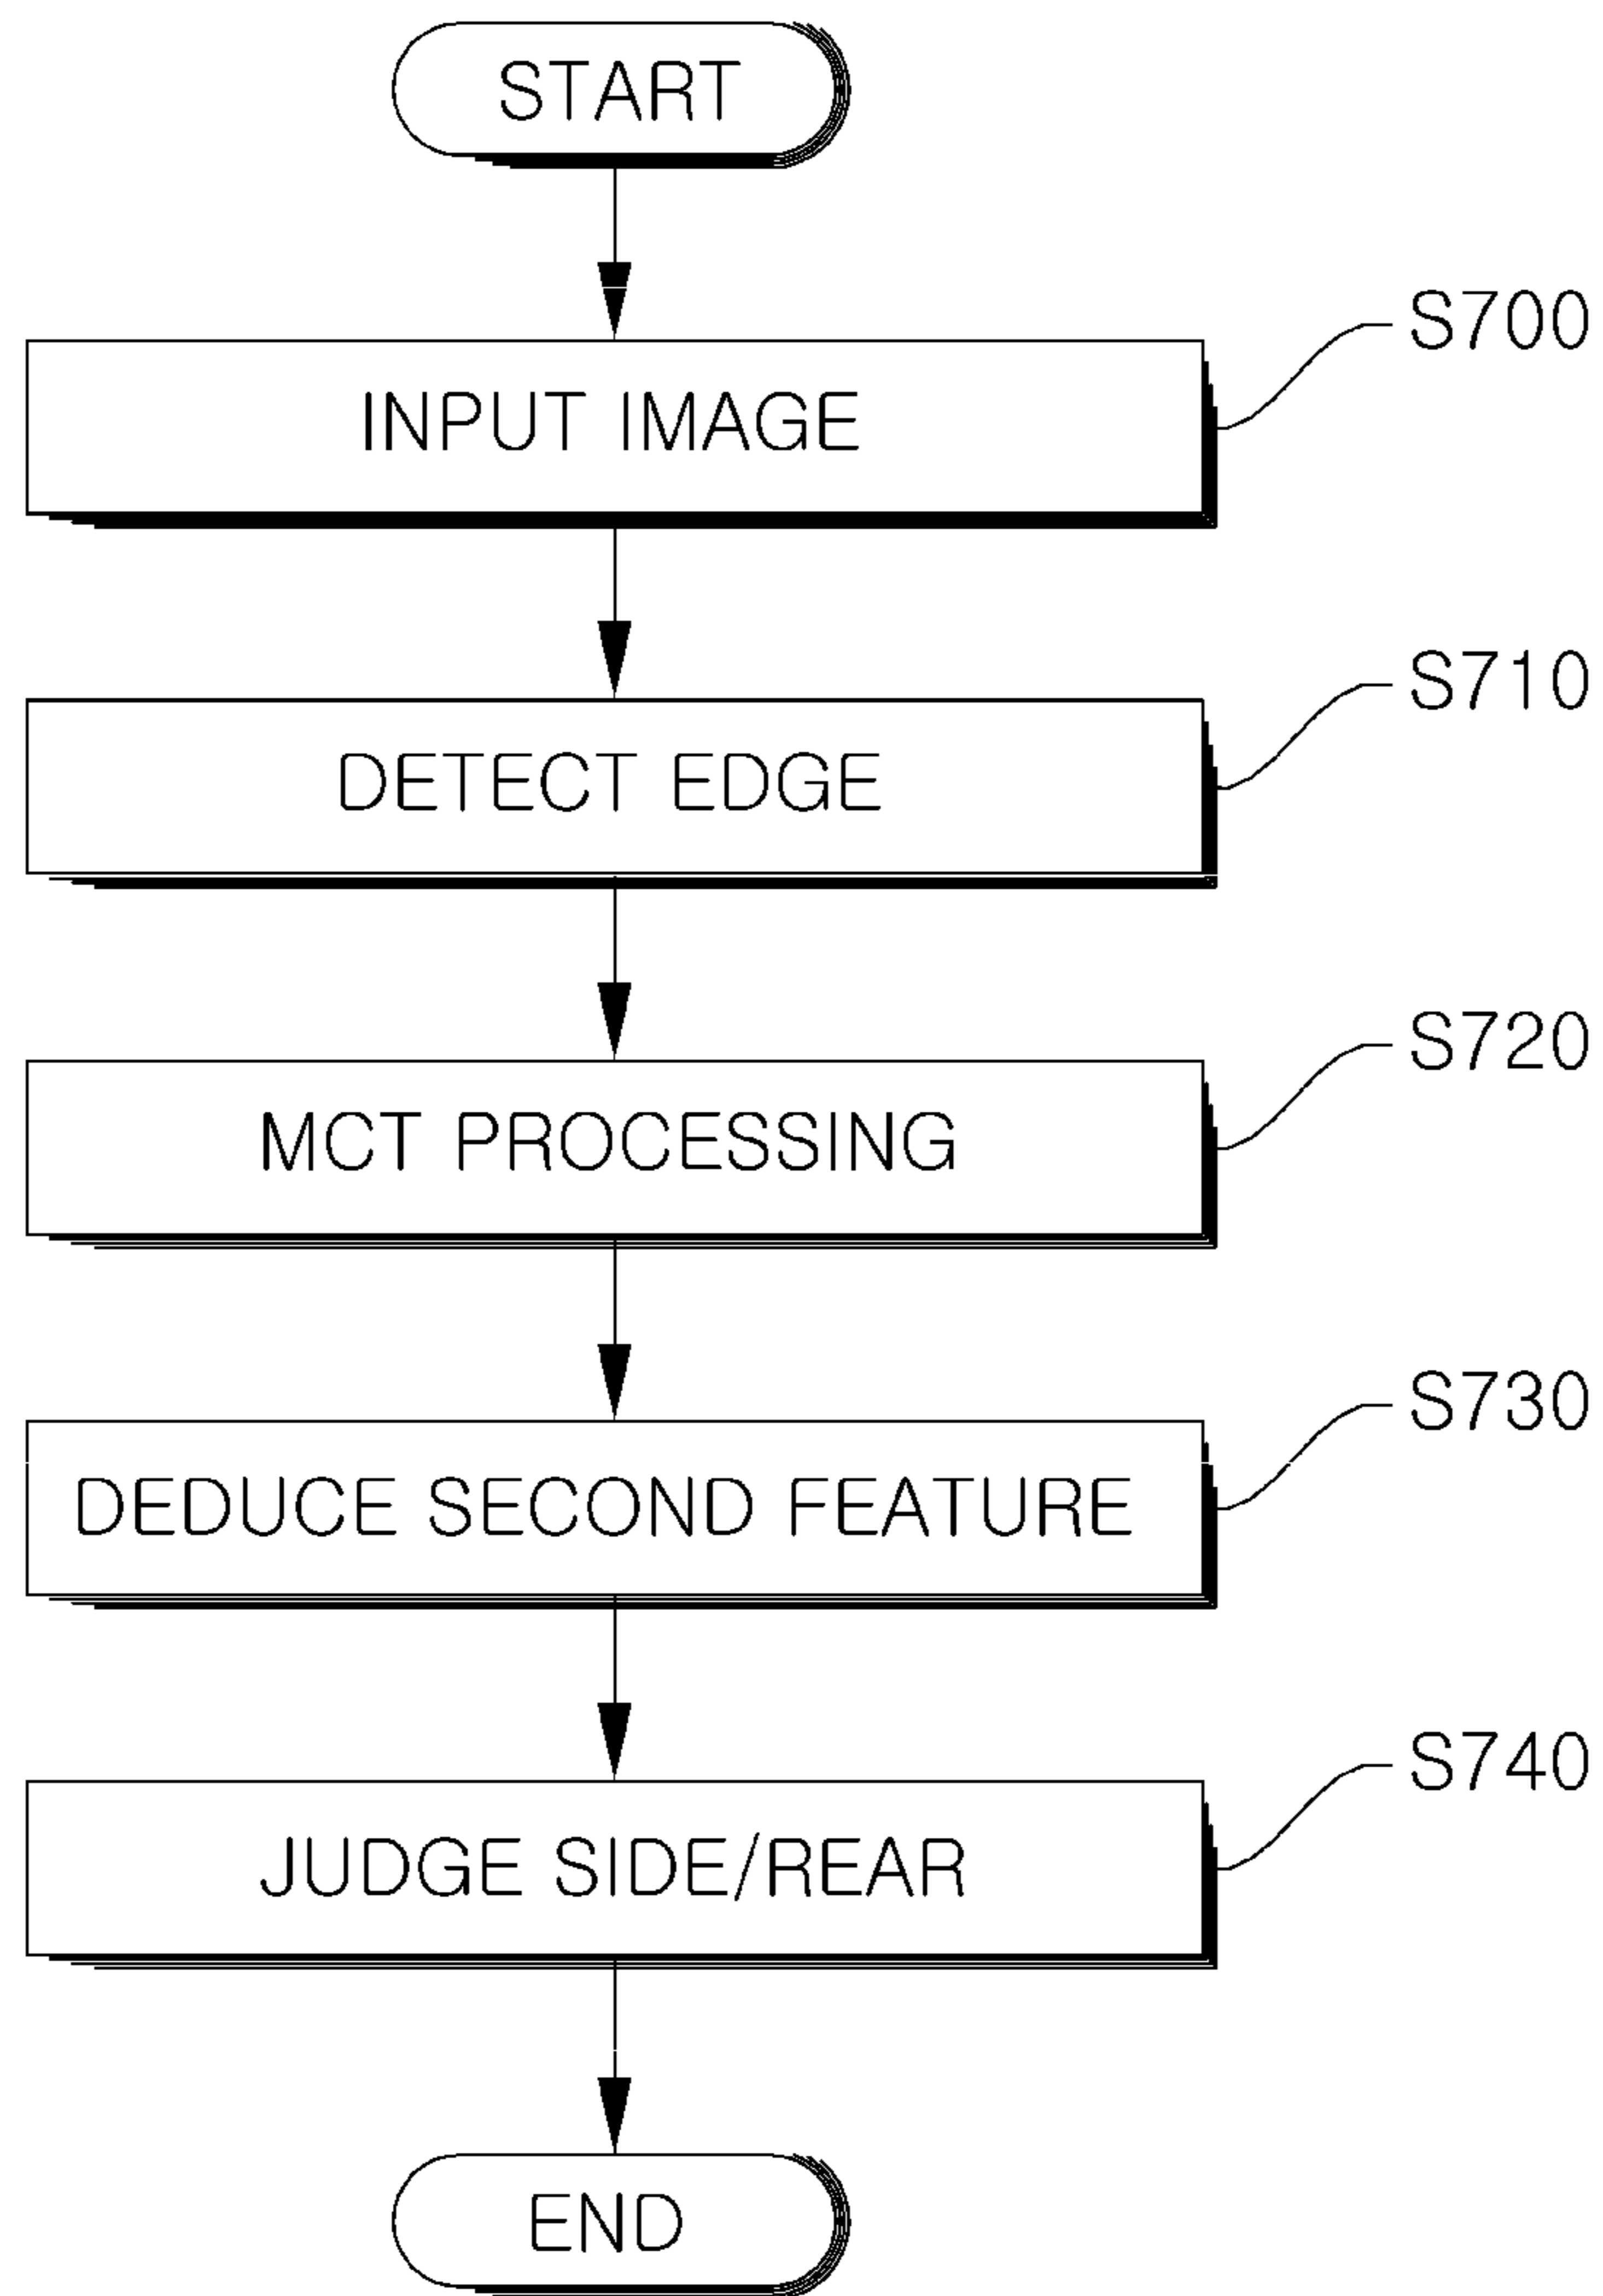 START
INPUT IMAGE
S700
DETECT EDGE
S710
MCT PROCESSING
S720
DEDUCE SECOND FEATURE
S730
JUDGE SIDE/REAR
S740
END